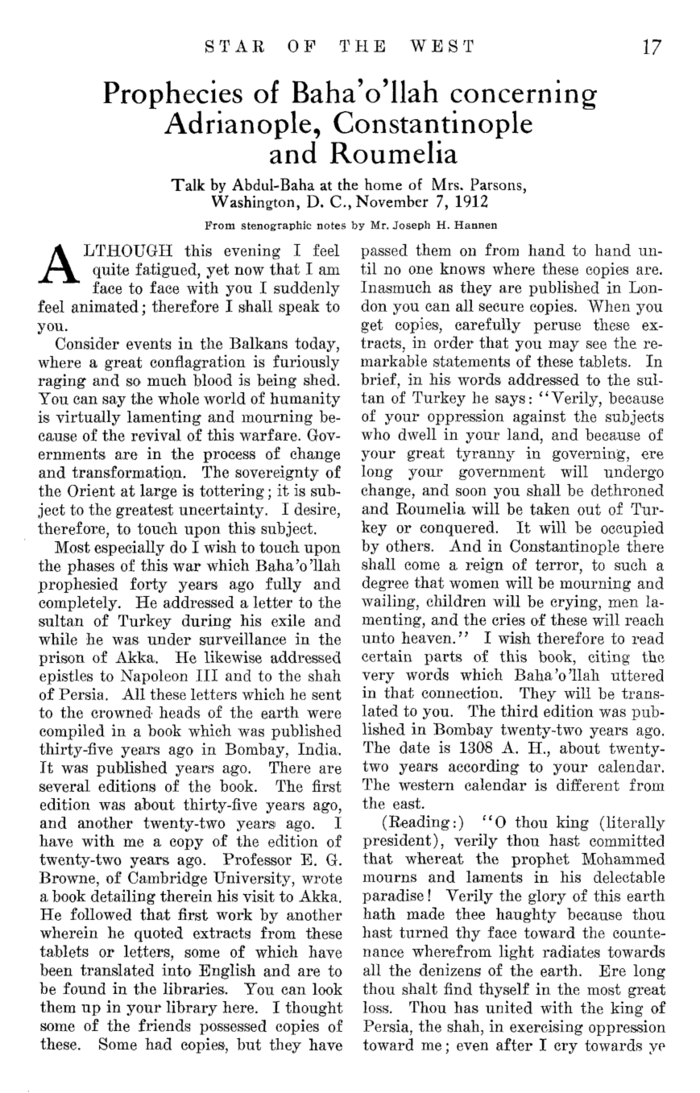 STAR OF THE WEST 17
Prophecies of Baha'o'llah concerning
Adrianople, Constantinople
and Roumelia
Talk by Abdul-Baha at the home of Mrs. Parsons,
Washington, D. C., November 7, 1912
From stenographic notes by Mr. Joseph H. Hannen
ALTHOUGH this evening I feel
quite fatigued, yet now that I am
face to face with you I suddenly
feel animated; therefore I shall speak to
you.
Consider events in the Balkans today,
where a great conflagration is furiously
raging and so much blood is being shed.
You can say the whole world of humanity
is virtually lamenting and mourning be-
cause of the revival of this warfare. Gov-
ernments are in the process of change
and transformation. The sovereignty of
the Orient at large is tottering; it is sub-
ject to the greatest uncertainty. I desire,
therefore, to touch upon this subject.
Most especially do I wish to touch upon
the phases of this war which Baha'o'llah
prophesied forty years ago fully and
completely. He addressed a letter to the
sultan of Turkey during his exile and
while he was under surveillance in the
prison of Akka. He likewise addressed
epistles to Napoleon III and to the shah
of Persia. All these letters which he sent
to the crowned heads of the earth were
compiled in a book which was published
thirty-five years ago in Bombay, India.
It was published years ago. There are
several editions of the book. The first
edition was about thirty-five years ago,
and another twenty-two years ago. I
have with me a copy of the edition of
twenty-two years ago. Professor E. G.
Browne, of Cambridge University, wrote
a book detailing therein his visit to Akka.
He followed that first work by another
wherein he quoted extracts from these
tablets or letters, some of which have
been translated into English and are to
be found in the libraries. You can look
them up in your library here. I thought
some of the friends possessed copies of
these. Some had copies, but they have
passed them on from hand to hand un-
til no one knows where these copies are.
Inasmuch as they are published in Lon-
don you can all secure copies. When you
get copies, carefully peruse these ex-
tracts, in order that you may see the re-
markable statements of these tablets. In
brief, in his words addressed to the sul-
tan of Turkey he says: "Verily, because
of your oppression against the subjects
who dwell in your land, and because of
your great tyranny in governing, ere
long your government will undergo
change, and soon you shall be dethroned
and Roumelia will be taken out of Tur-
key or conquered. It will be occupied
by others. And in Constantinople there
shall come a reign of terror, to such a
degree that women will be mourning and
wailing, children will be crying, men la-
menting, and the cries of these will reach
unto heaven." I wish therefore to read
certain parts of this book, citing the
very words which Baha'o'llah uttered
in that connection. They will be trans-
lated to you. The third edition was pub-
lished in Bombay twenty-two years ago.
The date is 1308 A. H., about twenty-
two years according to your calendar.
The western calendar is different from
the east.
(Reading:) "O thou king (literally
president), verily thou hast committed
that whereat the prophet Mohammed
mourns and laments in his delectable
paradise! Verily the glory of this earth
hath made thee haughty because thou
hast turned thy face toward the counte-
nance wherefrom light radiates towards
all the denizens of the earth. Ere long
thou shalt find thyself in the most great
loss. Thou has united with the king of
Persia, the shah, in exercising oppression
toward me; even after I cry towards ye